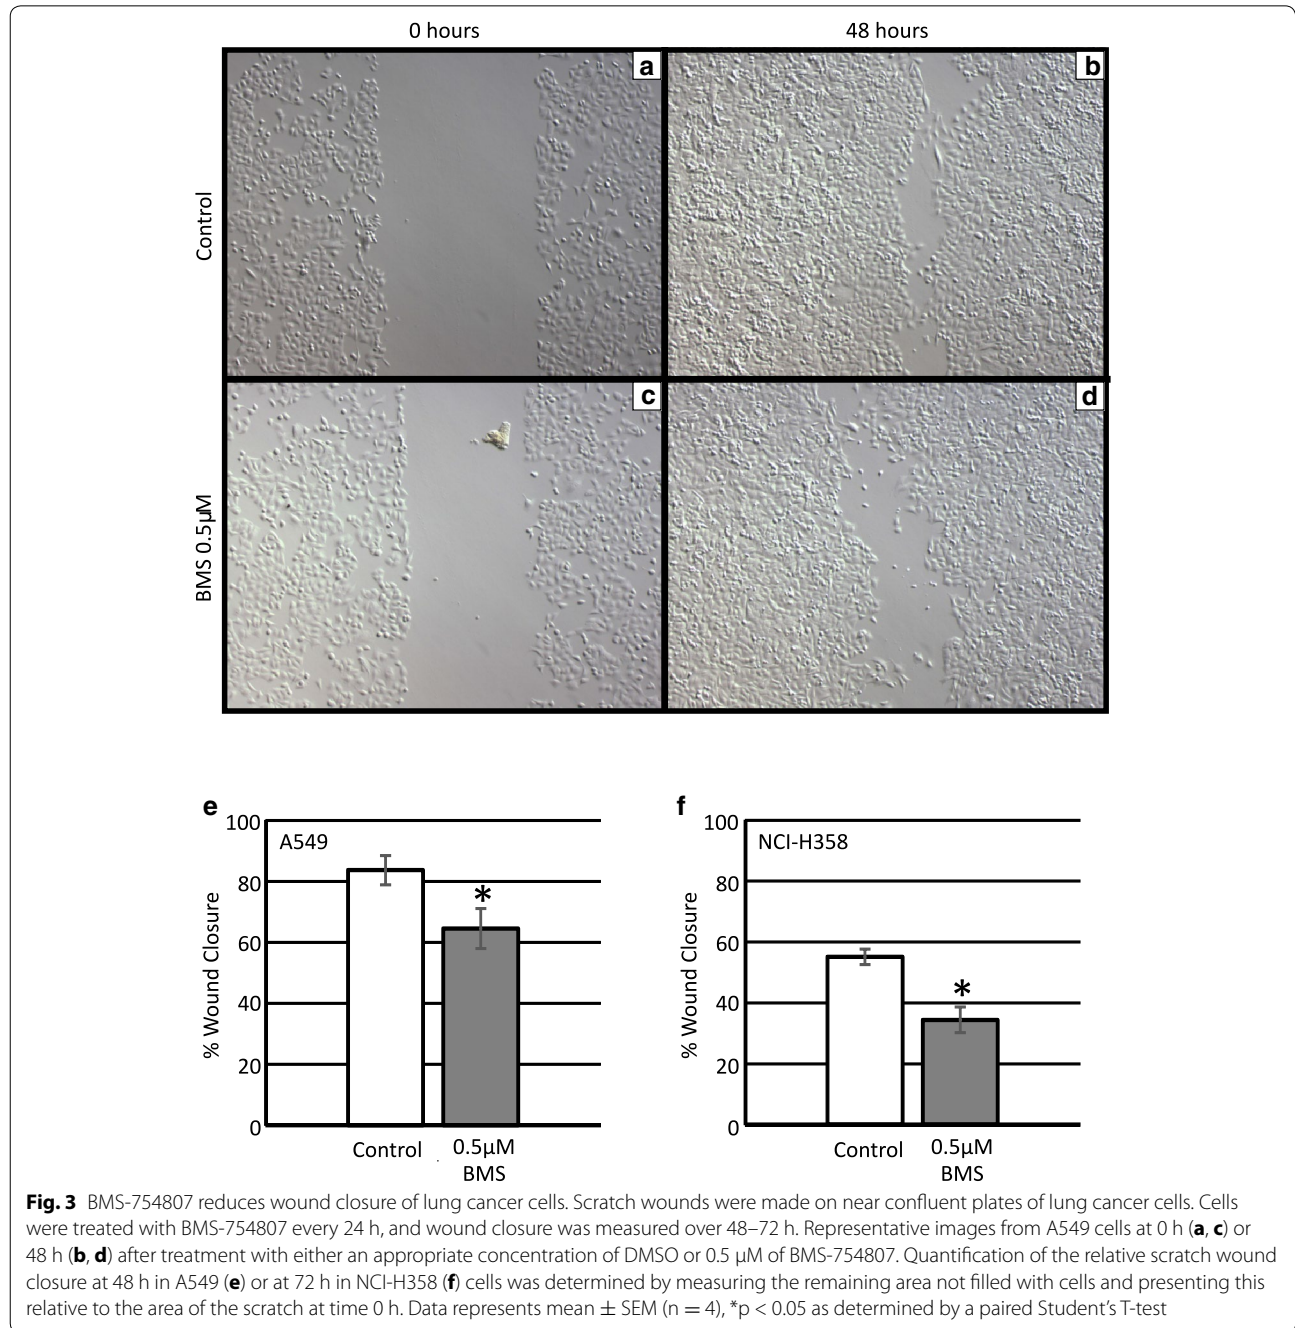 0 hours 48 hours
a b
Control
c d
BMS 0.5µM
e f
100
80
60
40
20
0
% Wound Closure
A549
*
Control 0.5µM
BMS
100
80
60
40
20
0
% Wound Closure
NCI-H358
*
Control 0.5µM
BMS
Fig. 3 BMS-754807 reduces wound closure of lung cancer cells. Scratch wounds were made on near confluent plates of lung cancer cells. Cells
were treated with BMS-754807 every 24 h, and wound closure was measured over 48–72 h. Representative images from A549 cells at 0 h (a, c) or
48 h (b, d) after treatment with either an appropriate concentration of DMSO or 0.5 µM of BMS-754807. Quantification of the relative scratch wound
closure at 48 h in A549 (e) or at 72 h in NCI-H358 (f) cells was determined by measuring the remaining area not filled with cells and presenting this
relative to the area of the scratch at time 0 h. Data represents mean ± SEM (n = 4), *p < 0.05 as determined by a paired Student's T-test